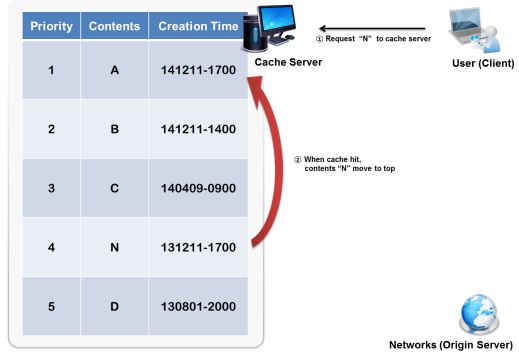 Priority Contents Creation Time
1 A 141211-1700
2 B 141211-1400
3 C 140409-0900
4 N 131211-1700
5 D 130801-2000
① Request “N” to cache server
Cache Server
User (Client)
② When cache hit,
contents “N” move to top
Networks (Origin Server)